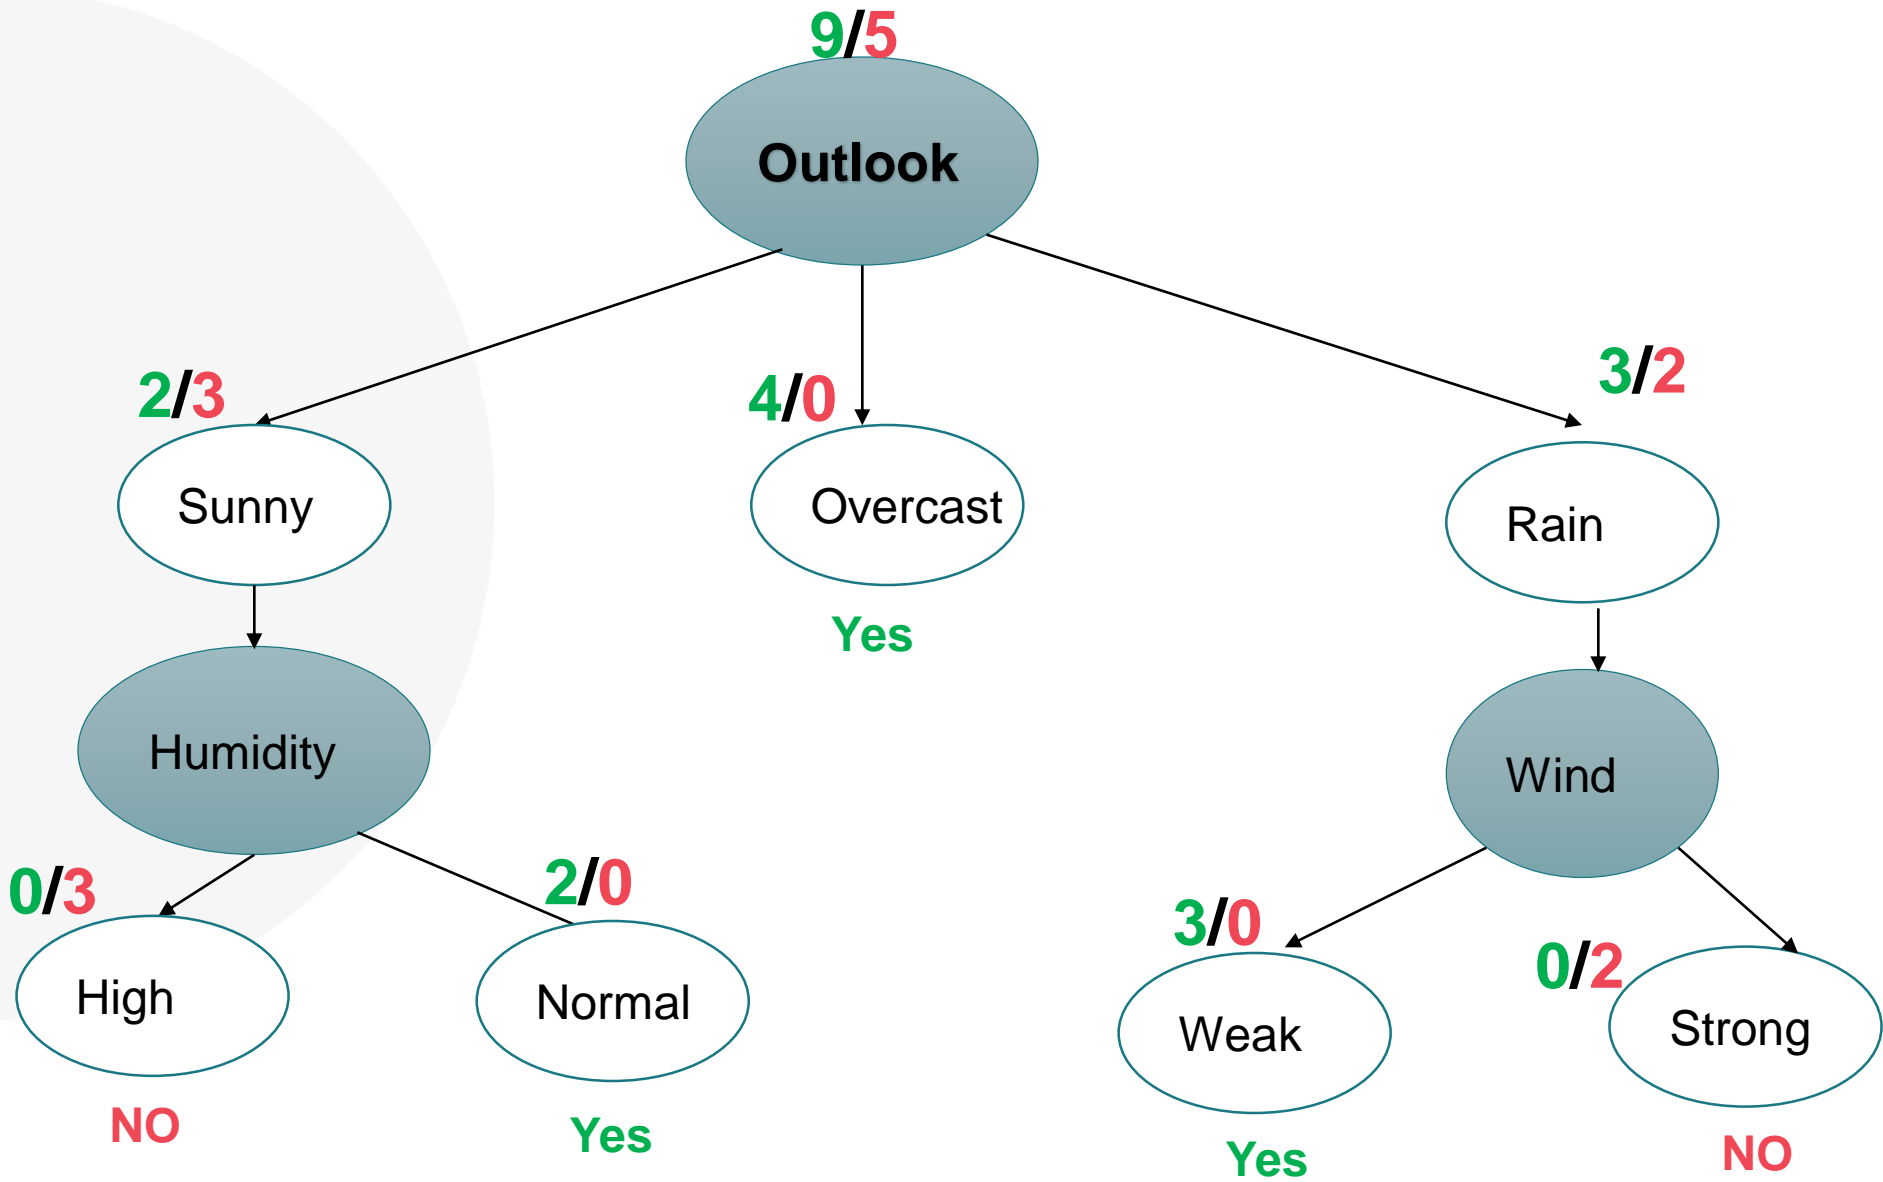 9/5
Outlook
2/3
4/0
3/2
Sunny
Overcast
Rain
Yes
Humidity
Wind
0/3
2/0
3/0
0/2
High
Normal
Weak
Strong
NO
Yes
Yes
NO